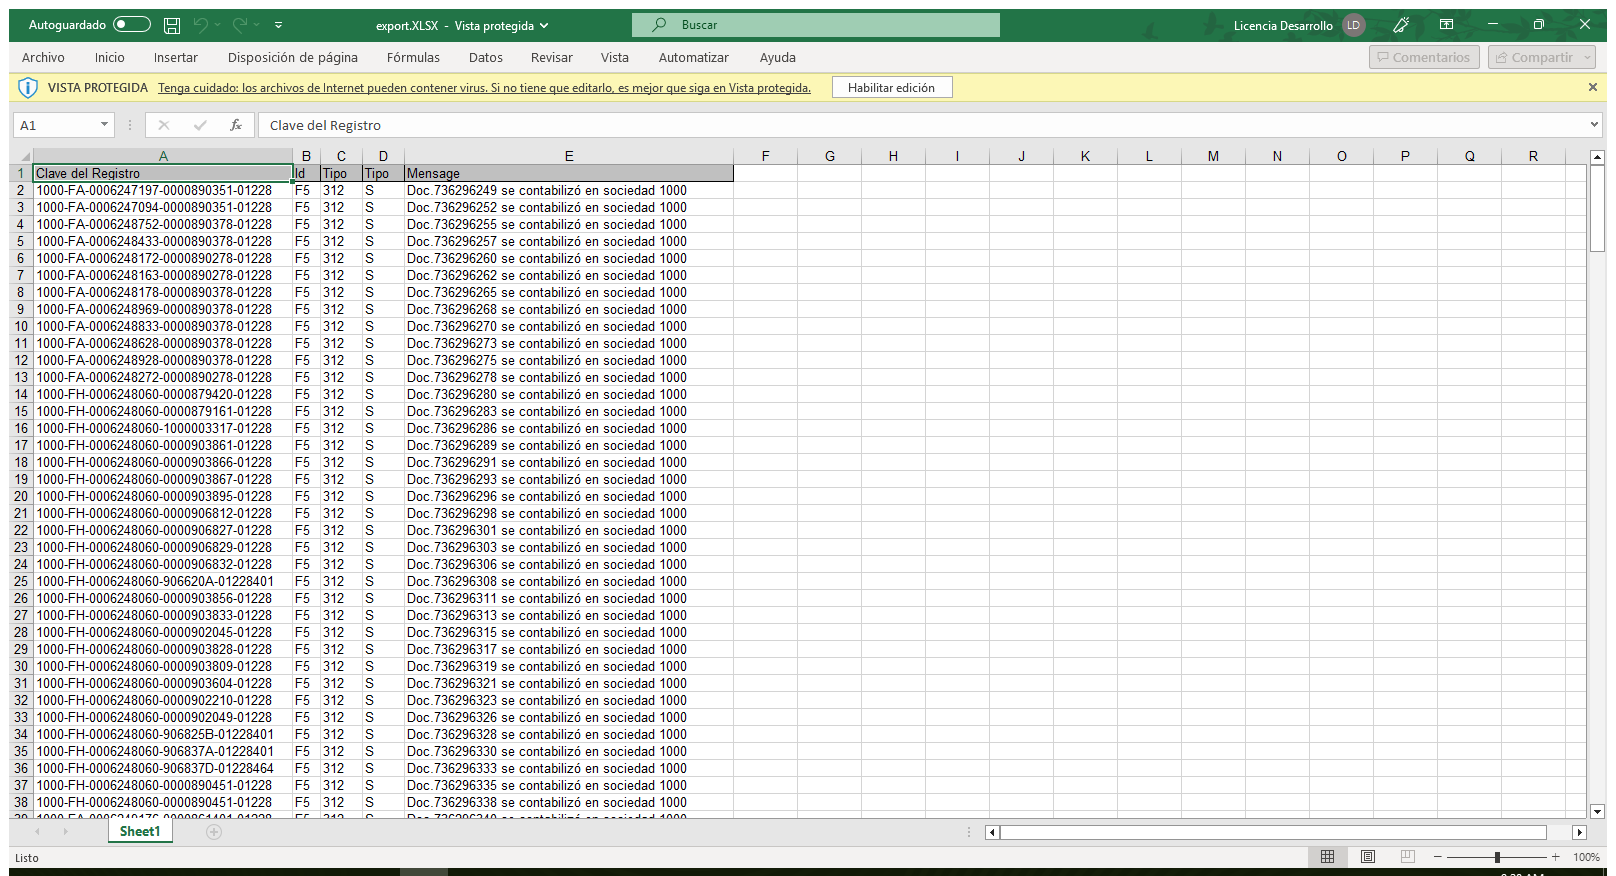 Autoguardado
export.XLSX - Vista protegida
Buscar
Licencia Desarrollo LD
Archivo Inicio Insertar Disposición de página Fórmulas Datos Revisar Vista Automatizar Ayuda Comentarios Compartir
VISTA PROTEGIDA Tenga cuidado: los archivos de Internet pueden contener virus. Si no tiene que editarlo, es mejor que siga en Vista protegida. Habilitar edición
A1 fx Clave del Registro
A B C D E F G H I J K L M N O P Q R
1 Clave del Registro Id Tipo Tipo Mensage
2 1000-FA-0006247197-0000890351-01228 F5 312 S Doc.736296249 se contabilizó en sociedad 1000
3 1000-FA-0006247094-0000890351-01228 F5 312 S Doc.736296252 se contabilizó en sociedad 1000
4 1000-FA-0006248752-0000890378-01228 F5 312 S Doc.736296255 se contabilizó en sociedad 1000
5 1000-FA-0006248433-0000890378-01228 F5 312 S Doc.736296257 se contabilizó en sociedad 1000
6 1000-FA-0006248172-0000890278-01228 F5 312 S Doc.736296260 se contabilizó en sociedad 1000
7 1000-FA-0006248163-0000890278-01228 F5 312 S Doc.736296262 se contabilizó en sociedad 1000
8 1000-FA-0006248178-0000890378-01228 F5 312 S Doc.736296265 se contabilizó en sociedad 1000
9 1000-FA-0006248969-0000890378-01228 F5 312 S Doc.736296268 se contabilizó en sociedad 1000
10 1000-FA-0006248833-0000890378-01228 F5 312 S Doc.736296270 se contabilizó en sociedad 1000
11 1000-FA-0006248628-0000890378-01228 F5 312 S Doc.736296273 se contabilizó en sociedad 1000
12 1000-FA-0006248928-0000890378-01228 F5 312 S Doc.736296275 se contabilizó en sociedad 1000
13 1000-FA-0006248272-0000890278-01228 F5 312 S Doc.736296278 se contabilizó en sociedad 1000
14 1000-FH-0006248060-0000879420-01228 F5 312 S Doc.736296280 se contabilizó en sociedad 1000
15 1000-FH-0006248060-0000879161-01228 F5 312 S Doc.736296283 se contabilizó en sociedad 1000
16 1000-FH-0006248060-1000003317-01228 F5 312 S Doc.736296286 se contabilizó en sociedad 1000
17 1000-FH-0006248060-0000903861-01228 F5 312 S Doc.736296289 se contabilizó en sociedad 1000
18 1000-FH-0006248060-0000903866-01228 F5 312 S Doc.736296291 se contabilizó en sociedad 1000
19 1000-FH-0006248060-0000903867-01228 F5 312 S Doc.736296293 se contabilizó en sociedad 1000
20 1000-FH-0006248060-0000903895-01228 F5 312 S Doc.736296296 se contabilizó en sociedad 1000
21 1000-FH-0006248060-0000906812-01228 F5 312 S Doc.736296298 se contabilizó en sociedad 1000
22 1000-FH-0006248060-0000906827-01228 F5 312 S Doc.736296301 se contabilizó en sociedad 1000
23 1000-FH-0006248060-0000906829-01228 F5 312 S Doc.736296303 se contabilizó en sociedad 1000
24 1000-FH-0006248060-0000906832-01228 F5 312 S Doc.736296306 se contabilizó en sociedad 1000
25 1000-FH-0006248060-906620A-01228401 F5 312 S Doc.736296308 se contabilizó en sociedad 1000
26 1000-FH-0006248060-0000903856-01228 F5 312 S Doc.736296311 se contabilizó en sociedad 1000
27 1000-FH-0006248060-0000903833-01228 F5 312 S Doc.736296313 se contabilizó en sociedad 1000
28 1000-FH-0006248060-0000902045-01228 F5 312 S Doc.736296315 se contabilizó en sociedad 1000
29 1000-FH-0006248060-0000903828-01228 F5 312 S Doc.736296317 se contabilizó en sociedad 1000
30 1000-FH-0006248060-0000903809-01228 F5 312 S Doc.736296319 se contabilizó en sociedad 1000
31 1000-FH-0006248060-0000903604-01228 F5 312 S Doc.736296321 se contabilizó en sociedad 1000
32 1000-FH-0006248060-0000902210-01228 F5 312 S Doc.736296323 se contabilizó en sociedad 1000
33 1000-FH-0006248060-0000902049-01228 F5 312 S Doc.736296326 se contabilizó en sociedad 1000
34 1000-FH-0006248060-906825B-01228401 F5 312 S Doc.736296328 se contabilizó en sociedad 1000
35 1000-FH-0006248060-906837A-01228401 F5 312 S Doc.736296330 se contabilizó en sociedad 1000
36 1000-FH-0006248060-906837D-01228464 F5 312 S Doc.736296333 se contabilizó en sociedad 1000
37 1000-FH-0006248060-0000890451-01228 F5 312 S Doc.736296335 se contabilizó en sociedad 1000
38 1000-FH-0006248060-0000890451-01228 F5 312 S Doc.736296338 se contabilizó en sociedad 1000
Sheet1
Listo
100%